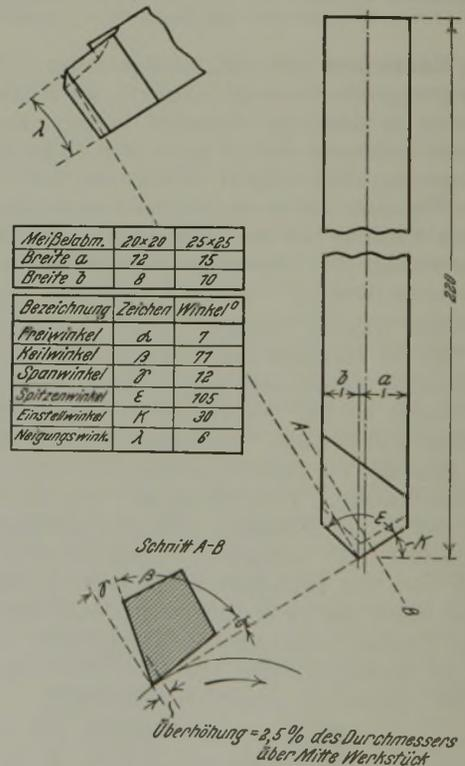 λ
Meißelabm. 20×20 25×25
Breite a 12 15
Breite b 8 10
Bezeichnung Zeichen Winkel°
Freiwinkel α 7
Keilwinkel β 71
Spanwinkel γ 12
Spitzenwinkel ε 105
Einstellwinkel K 30
Neigungswink. λ 6
220
b a
A
ε
K
B
Schnitt A-B
γ β
α
Überhöhung = 2,5% des Durchmessers
über Mitte Werkstück